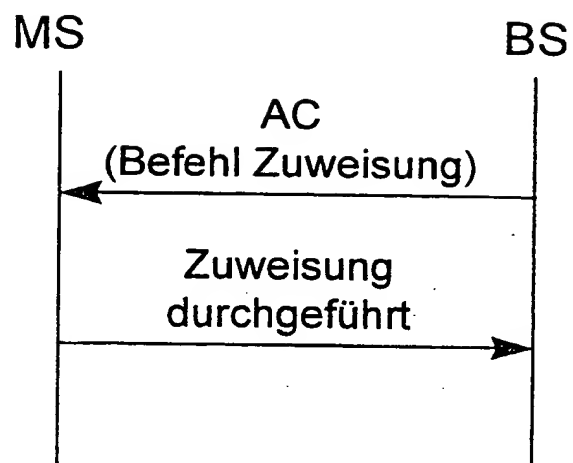 MS
BS
AC
(Befehl Zuweisung)
Zuweisung
durchgeführt